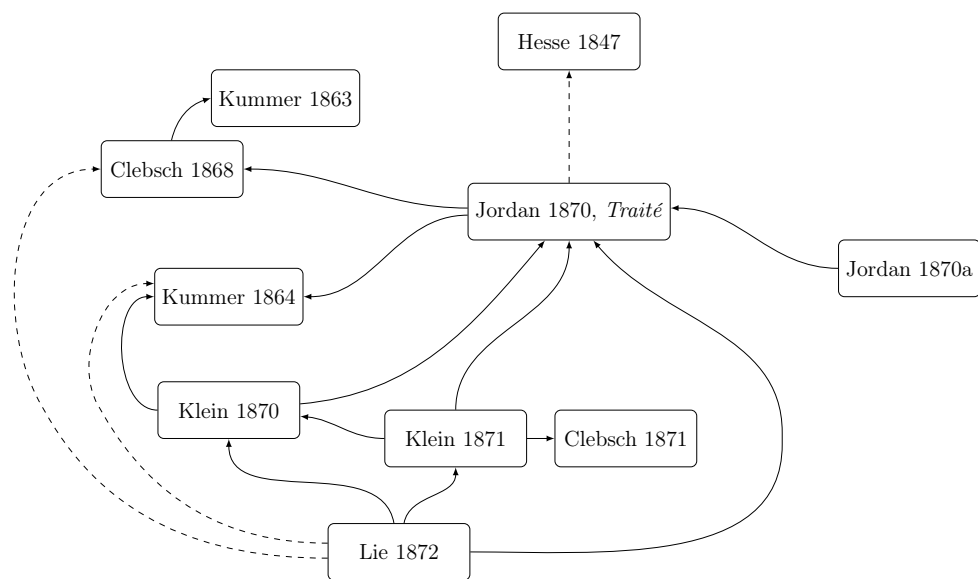 Hesse 1847
Kummer 1863
Clebsch 1868
Jordan 1870, Traité
Jordan 1870a
Kummer 1864
Klein 1870
Klein 1871
Clebsch 1871
Lie 1872